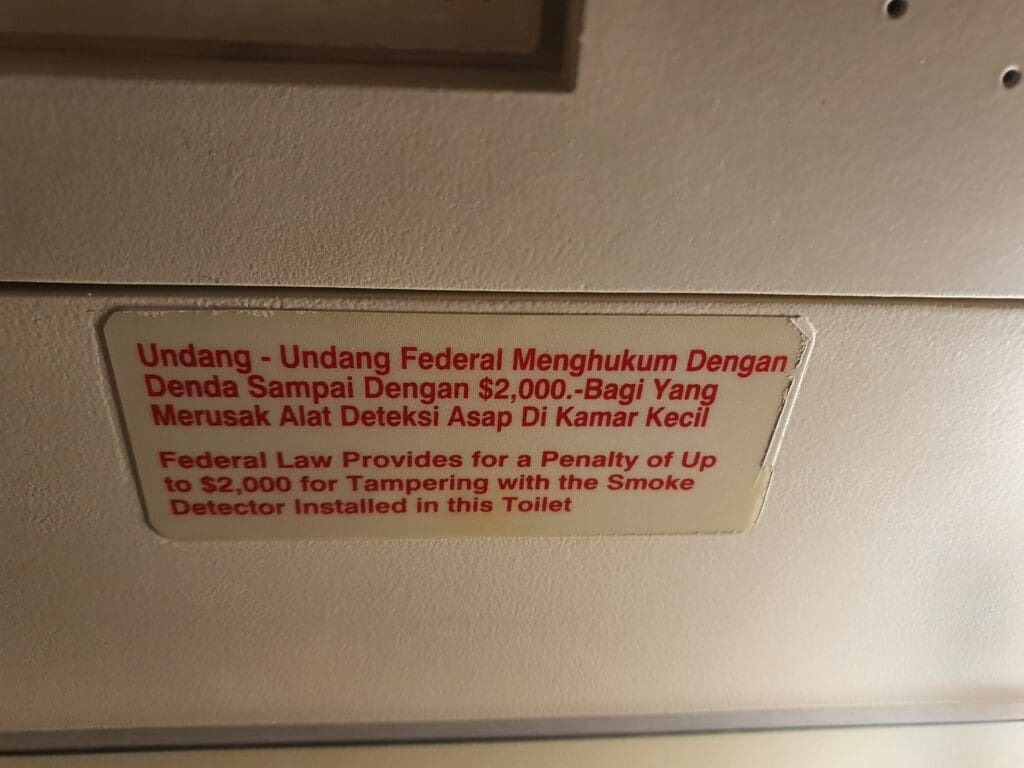 Undang - Undang Federal Menghukum Dengan
Denda Sampai Dengan $2,000.-Bagi Yang
Merusak Alat Deteksi Asap Di Kamar Kecil
Federal Law Provides for a Penalty of Up
to $2,000 for Tampering with the Smoke
Detector Installed in this Toilet